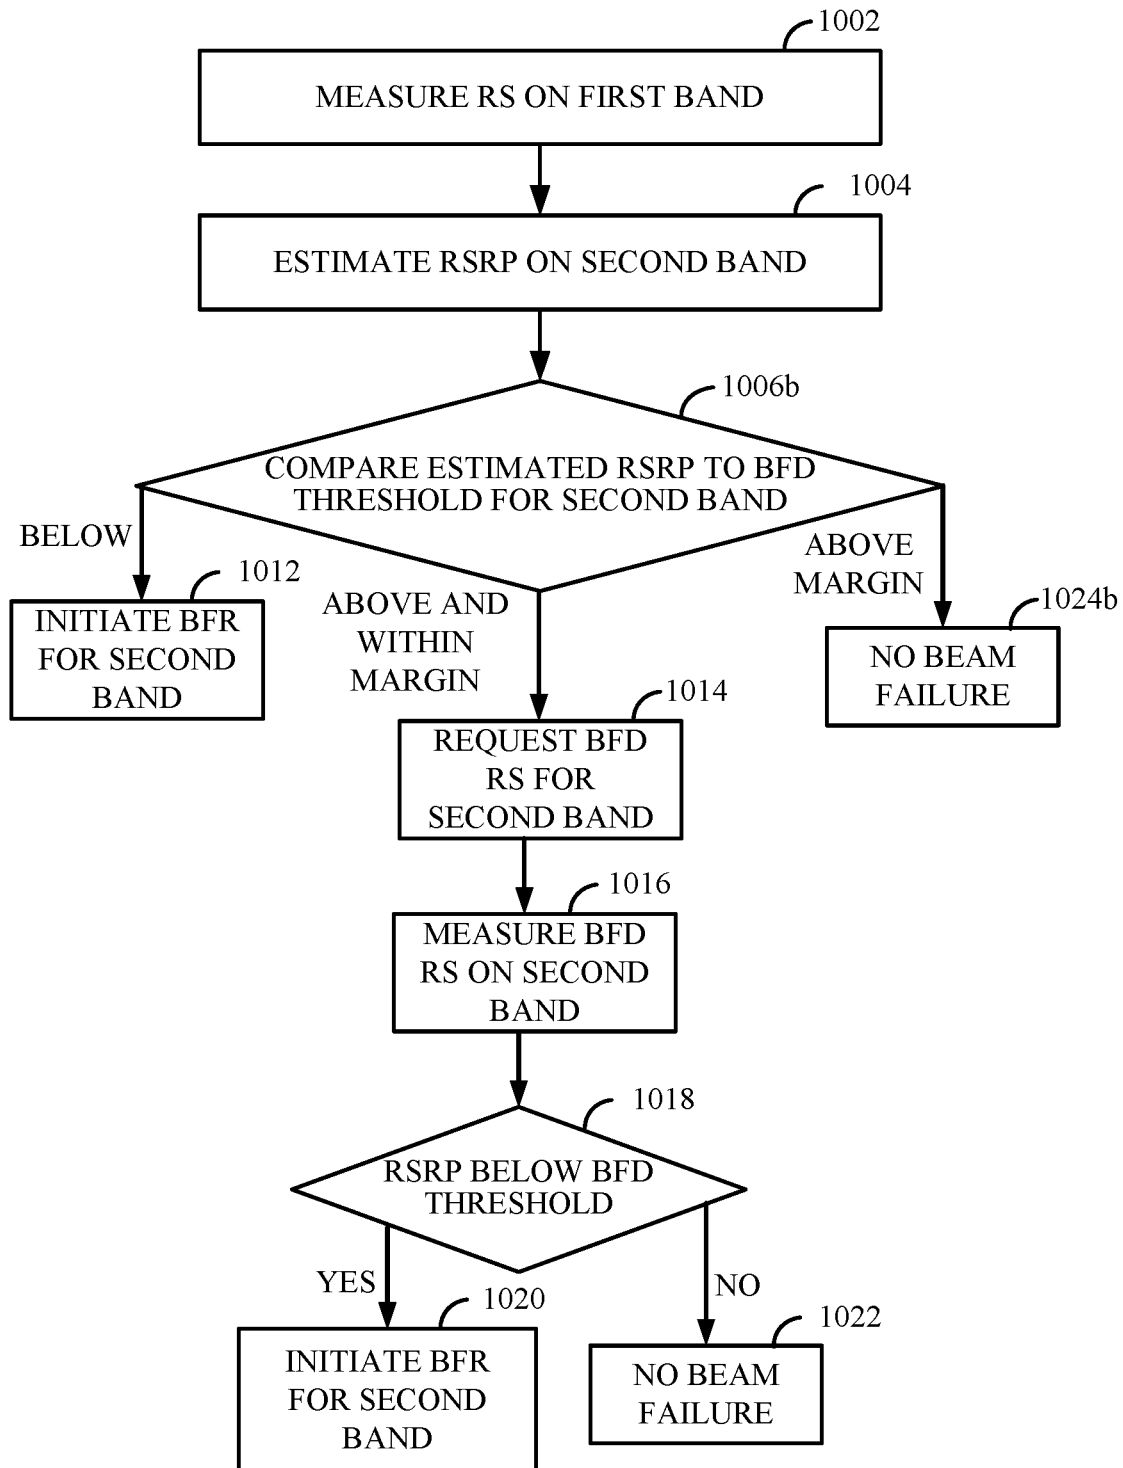 1002
MEASURE RS ON FIRST BAND
1004
ESTIMATE RSRP ON SECOND BAND
1006b
COMPARE ESTIMATED RSRP TO BFD
THRESHOLD FOR SECOND BAND
BELOW
ABOVE
MARGIN
1012
INITIATE BFR
FOR SECOND
BAND
ABOVE AND
WITHIN
MARGIN
1024b
NO BEAM
FAILURE
1014
REQUEST BFD
RS FOR
SECOND BAND
1016
MEASURE BFD
RS ON SECOND
BAND
1018
RSRP BELOW BFD
THRESHOLD
YES
NO
1020
INITIATE BFR
FOR SECOND
BAND
1022
NO BEAM
FAILURE